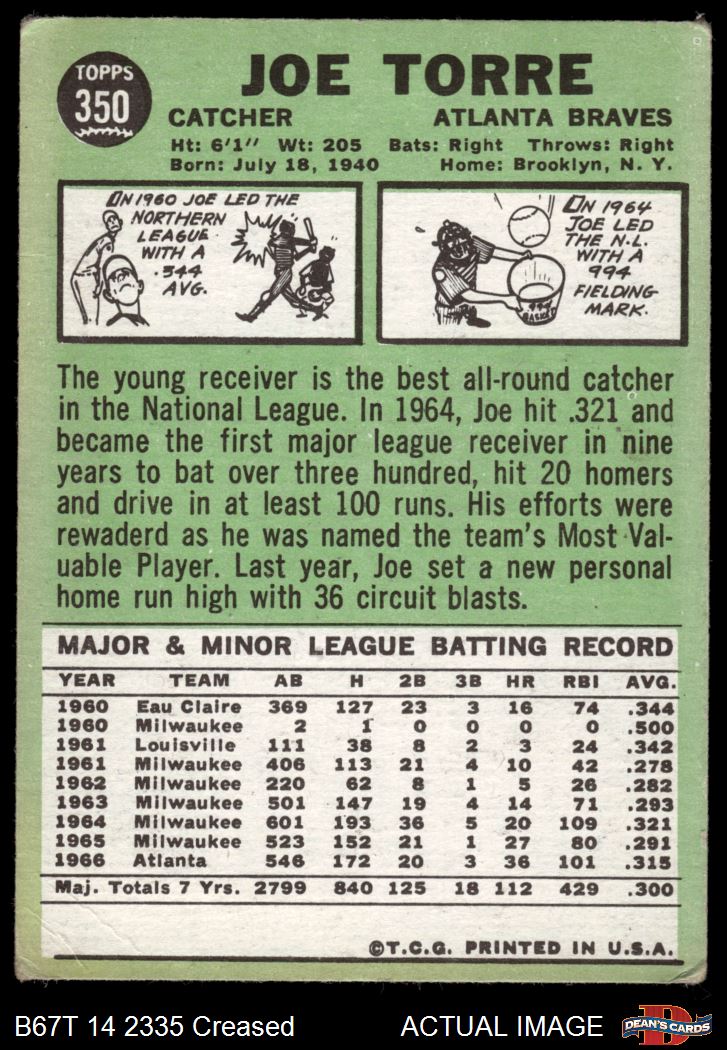 TOPPS
350
JOE TORRE
CATCHER ATLANTA BRAVES
Ht: 6'1" Wt: 205 Bats: Right Throws: Right
Born: July 18, 1940 Home: Brooklyn, N. Y.
ON 1960 JOE LED THE
NORTHERN
LEAGUE
WITH A
.344
AVG.
ON 1964
JOE LED
THE N.L.
WITH A
.994
FIELDING
MARK.
.994
BASKET
The young receiver is the best all-round catcher
in the National League. In 1964, Joe hit .321 and
became the first major league receiver in nine
years to bat over three hundred, hit 20 homers
and drive in at least 100 runs. His efforts were
rewaderd as he was named the team's Most Val-
uable Player. Last year, Joe set a new personal
home run high with 36 circuit blasts.
MAJOR & MINOR LEAGUE BATTING RECORD
YEAR TEAM AB H 2B 3B HR RBI AVG.
1960 Eau Claire 369 127 23 3 16 74 .344
1960 Milwaukee 2 1 0 0 0 0 .500
1961 Louisville 111 38 8 2 3 24 .342
1961 Milwaukee 406 113 21 4 10 42 .278
1962 Milwaukee 220 62 8 1 5 26 .282
1963 Milwaukee 501 147 19 4 14 71 .293
1964 Milwaukee 601 193 36 5 20 109 .321
1965 Milwaukee 523 152 21 1 27 80 .291
1966 Atlanta 546 172 20 3 36 101 .315
Maj. Totals 7 Yrs. 2799 840 125 18 112 429 .300
©T.C.G. PRINTED IN U.S.A.
B67T 14 2335 Creased ACTUAL IMAGE
D
DEAN'S CARDS